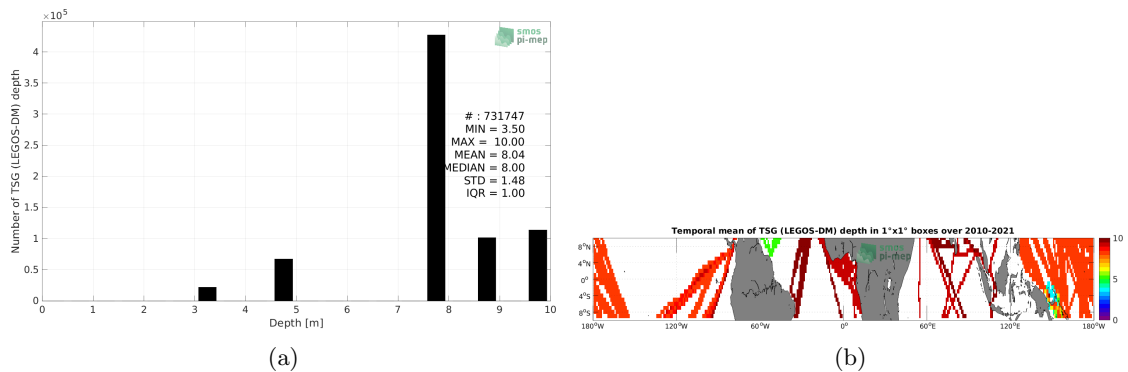 ×10⁵
smos
pi-mep
4
3.5
3
2.5
2
1.5
1
0.5
0
Number of TSG (LEGOS-DM) depth
# : 731747
MIN = 3.50
MAX = 10.00
MEAN = 8.04
MEDIAN = 8.00
STD = 1.48
IQR = 1.00
0 1 2 3 4 5 6 7 8 9 10
Depth [m]
(a)
Temporal mean of TSG (LEGOS-DM) depth in 1°x1° boxes over 2010-2021
smos
pi-mep
8°N
4°N
0°
4°S
8°S
180°W 120°W 60°W 0° 60°E 120°E 180°W
10
5
0
(b)